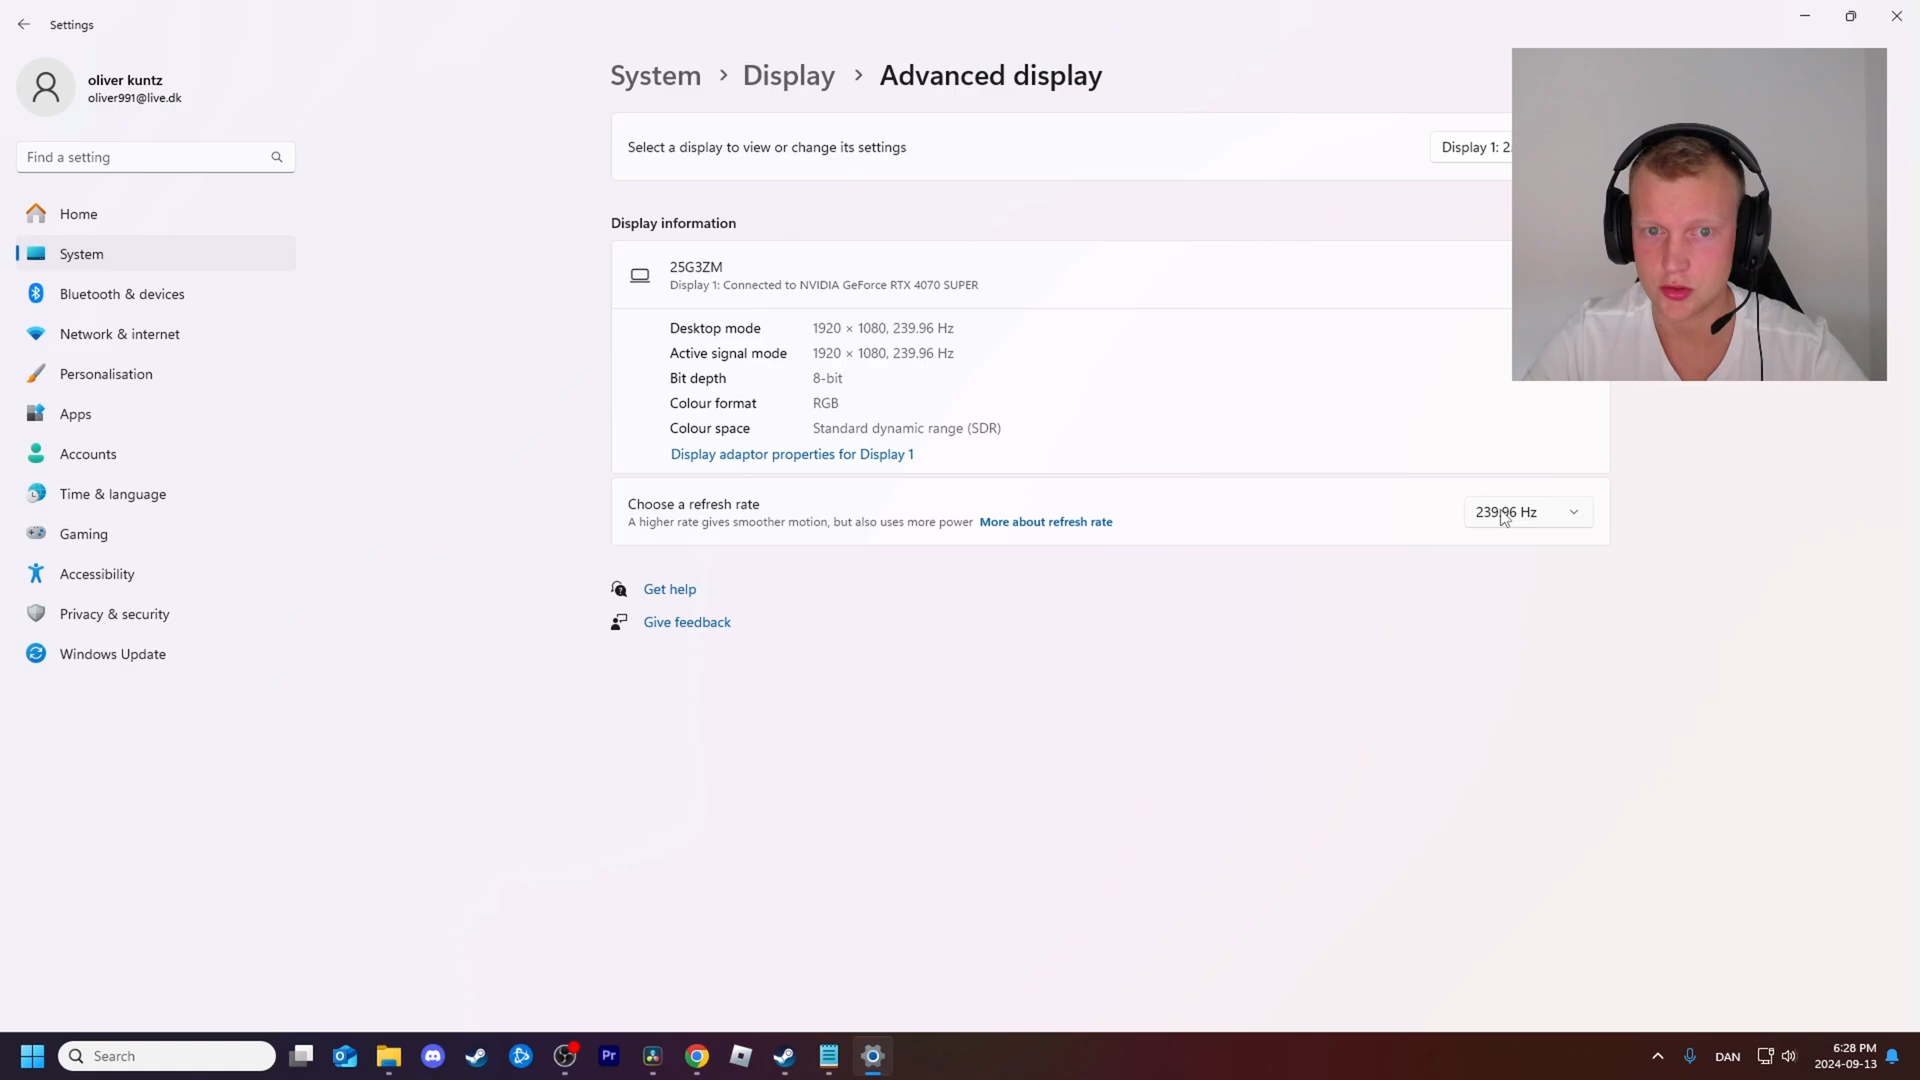 Settings
oliver kuntz
oliver991@live.dk
Find a setting
Home
System
Bluetooth & devices
Network & internet
Personalisation
Apps
Accounts
Time & language
Gaming
Accessibility
Privacy & security
Windows Update
System > Display > Advanced display
Select a display to view or change its settings
Display 1: 2
Display information
25G3ZM
Display 1: Connected to NVIDIA GeForce RTX 4070 SUPER
Desktop mode 1920 × 1080, 239.96 Hz
Active signal mode 1920 × 1080, 239.96 Hz
Bit depth 8-bit
Colour format RGB
Colour space Standard dynamic range (SDR)
Display adaptor properties for Display 1
Choose a refresh rate
A higher rate gives smoother motion, but also uses more power More about refresh rate
239.96 Hz
Get help
Give feedback
Search
Pr
DAN
6:28 PM
2024-09-13